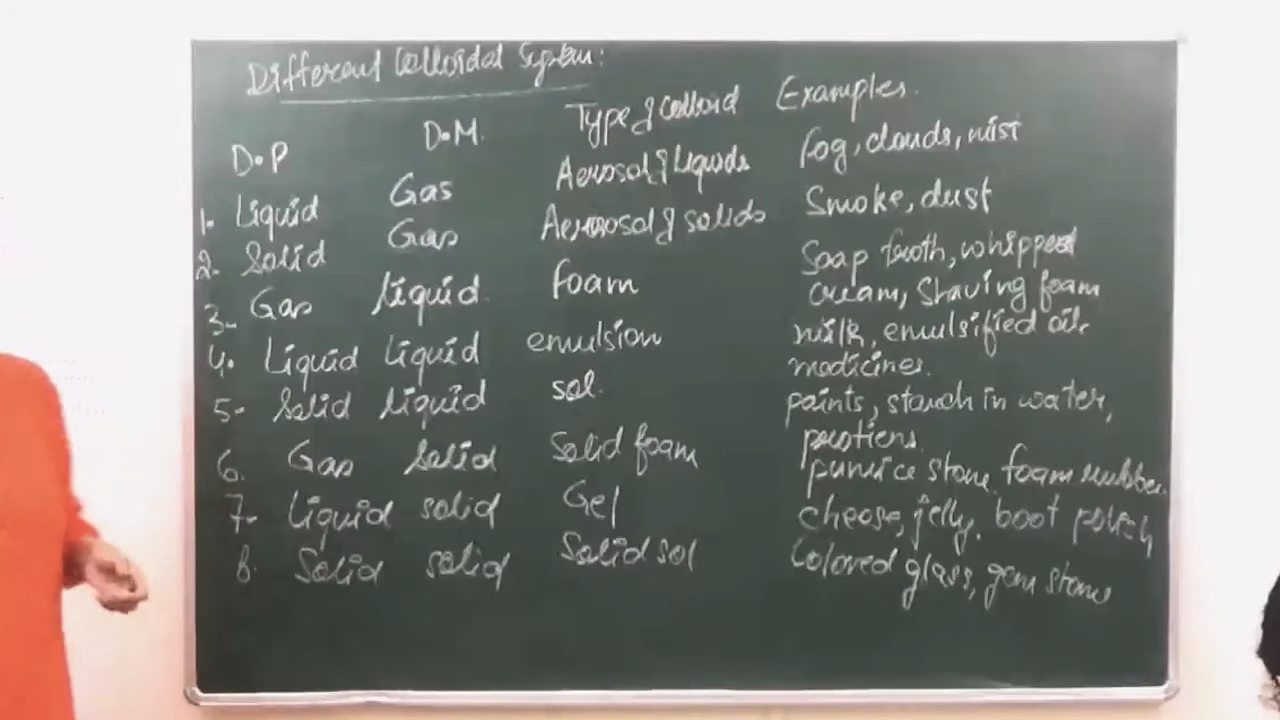 Different Colloidal System:
D.P D.M. Type of Colloid Examples.
1. Liquid Gas Aerosol of Liquids fog, clouds, mist
2. Solid Gas Aerosol of solids Smoke, dust
3- Gas liquid. foam Soap froth, whipped
cream, Shaving foam
4. Liquid Liquid emulsion milk, emulsified oils
medicines.
5- Solid liquid sol. paints, starch in water,
protiens.
6. Gas Solid Solid foam pumice stone, foam rubber.
7- Liquid solid Gel cheese, jelly, boot polish
8. Solid solid Solid sol Colored glass, gem stone